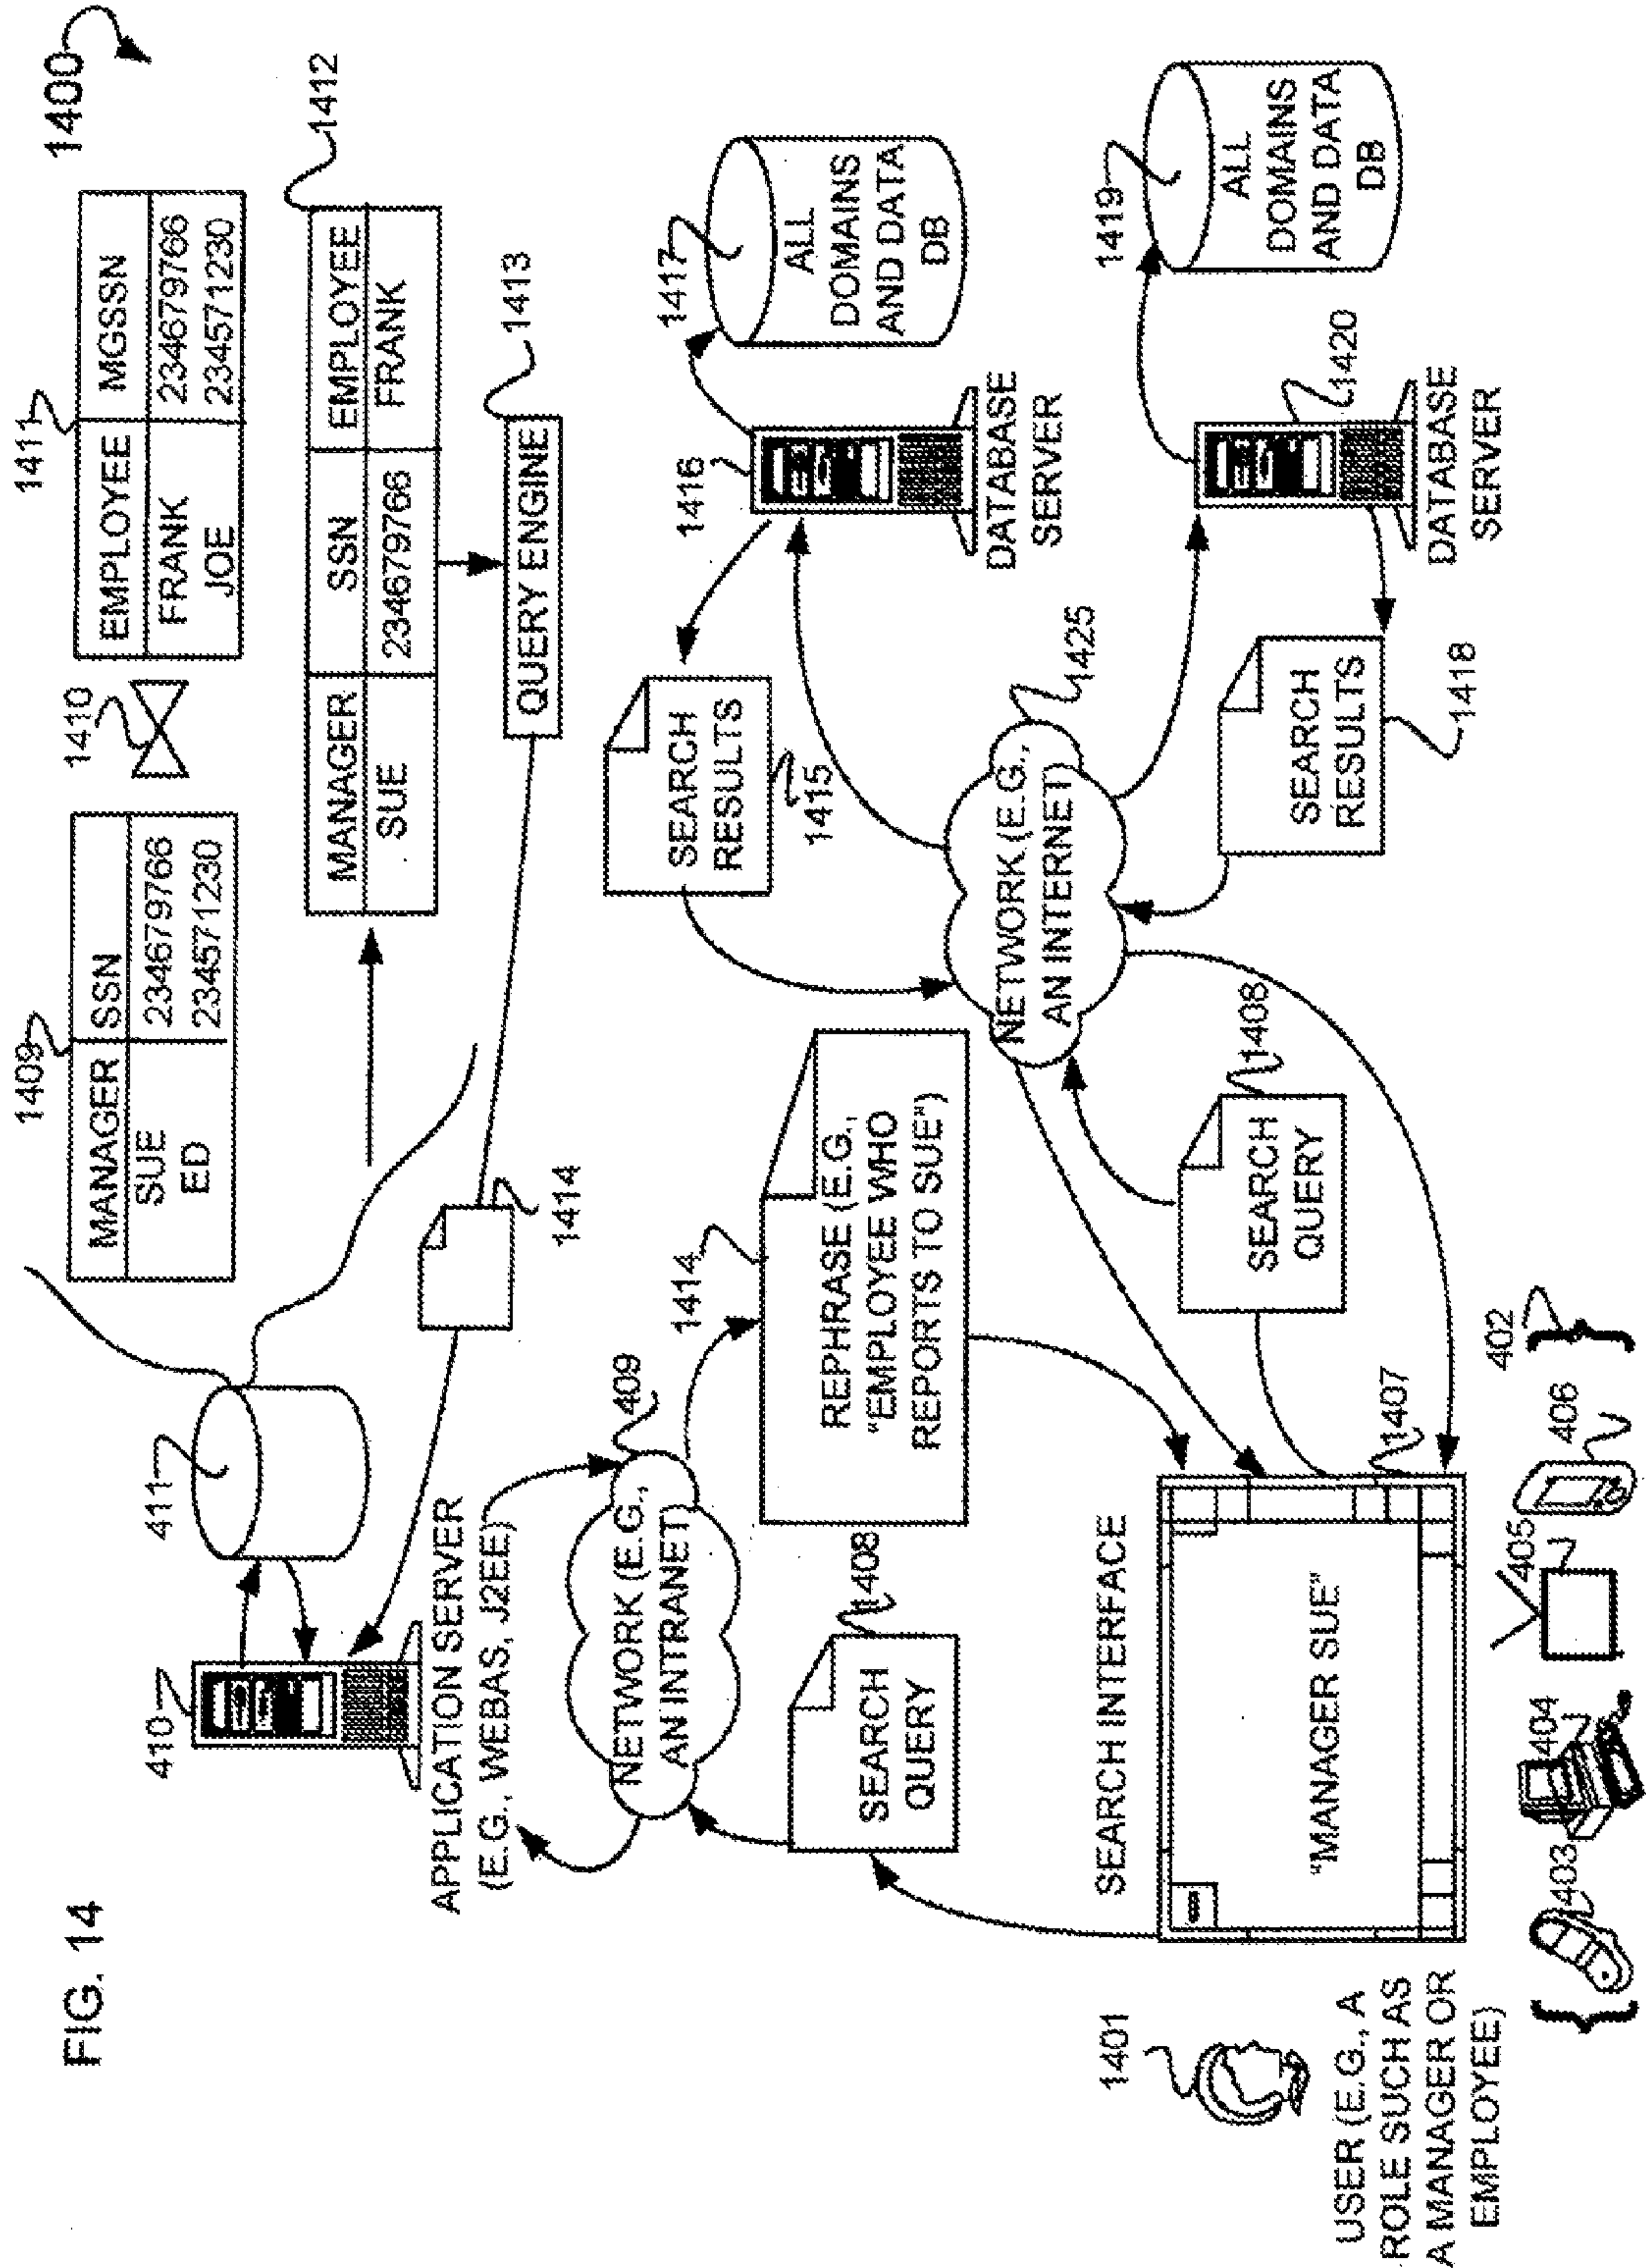 FIG. 14
1400
1409
MANAGER SSN
SUE 234679766
ED 234571230
1410
1411
EMPLOYEE MGSSN
FRANK 234679766
JOE 234571230
1412
MANAGER SSN EMPLOYEE
SUE 234679766 FRANK
1413
QUERY ENGINE
410
411
1414
APPLICATION SERVER
(E.G., WEBAS, J2EE)
409
NETWORK (E.G.,
AN INTRANET)
1408
SEARCH
QUERY
1414
REPHRASE (E.G.,
"EMPLOYEE WHO
REPORTS TO SUE")
SEARCH
RESULTS
1415
1416
DATABASE
SERVER
1417
ALL
DOMAINS
AND DATA
DB
NETWORK (E.G.,
AN INTERNET)
1425
1408
SEARCH
QUERY
SEARCH
RESULTS
1418
1420
DATABASE
SERVER
1419
ALL
DOMAINS
AND DATA
DB
1401
USER (E.G., A
ROLE SUCH AS
A MANAGER OR
EMPLOYEE)
SEARCH INTERFACE
"MANAGER SUE"
1407
403
404
405
406
402